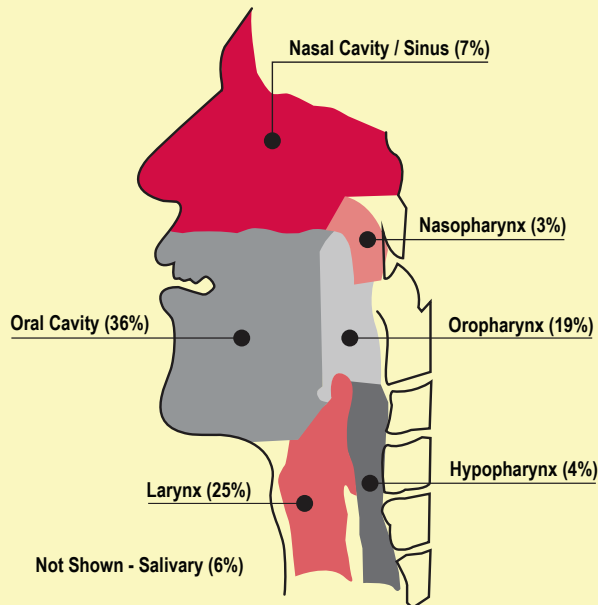 Nasal Cavity / Sinus (7%)
Nasopharynx (3%)
Oral Cavity (36%)
Oropharynx (19%)
Hypopharynx (4%)
Larynx (25%)
Not Shown - Salivary (6%)